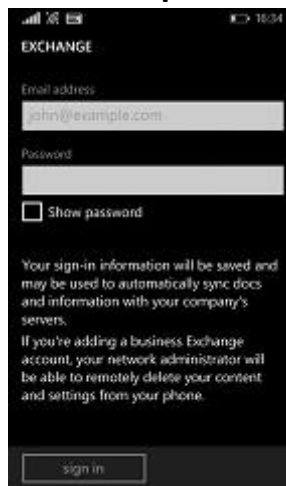 16:34
EXCHANGE
Email address
john@example.com
Password
Show password
Your sign-in information will be saved and
may be used to automatically sync docs
and information with your company's
servers.
If you're adding a business Exchange
account, your network administrator will
be able to remotely delete your content
and settings from your phone.
sign in